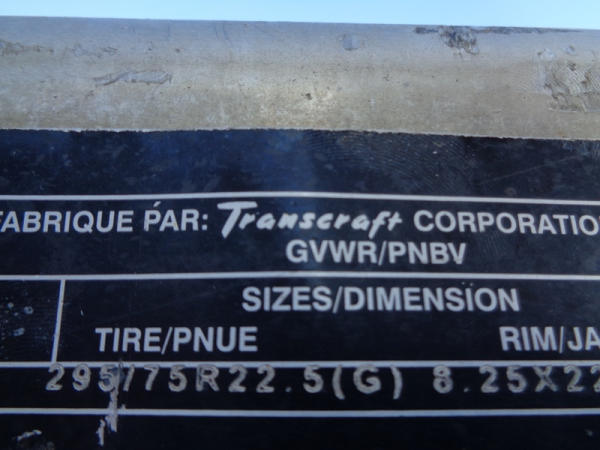 FABRIQUE PAR: Transcraft CORPORATIO
GVWR/PNBV
SIZES/DIMENSION
TIRE/PNUE RIM/JA
295/75R22.5(G) 8.25X22